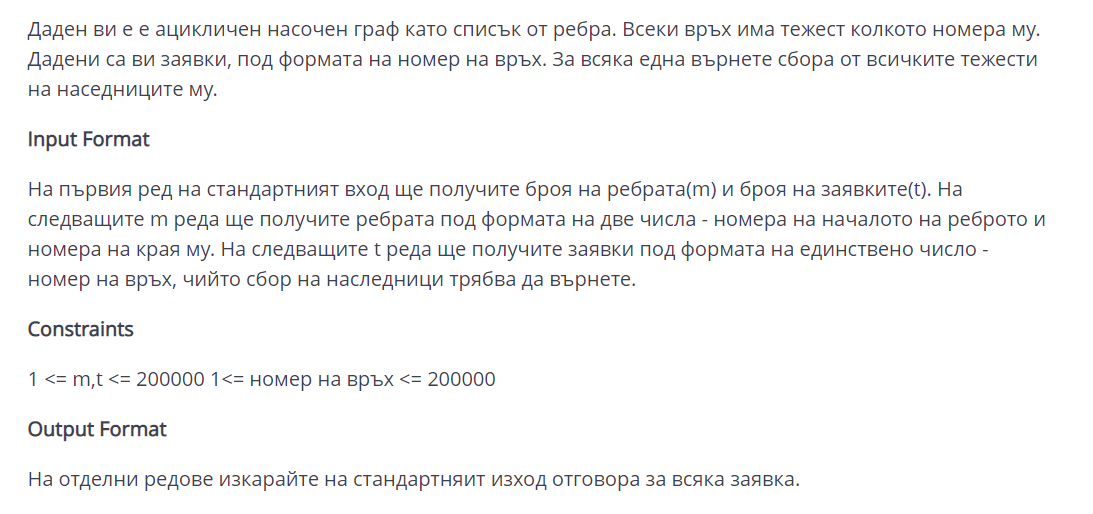 Даден ви е е ацикличен насочен граф като списък от ребра. Всеки връх има тежест колкото номера му.
Дадени са ви заявки, под формата на номер на връх. За всяка една върнете сбора от всичките тежести
на наседниците му.
Input Format
На първия ред на стандартният вход ще получите броя на ребрата(m) и броя на заявките(t). На
следващите m реда ще получите ребрата под формата на две числа - номера на началото на реброто и
номера на края му. На следващите t реда ще получите заявки под формата на единствено число -
номер на връх, чийто сбор на наследници трябва да върнете.
Constraints
1 <= m,t <= 200000 1<= номер на връх <= 200000
Output Format
На отделни редове изкарайте на стандартняит изход отговора за всяка заявка.